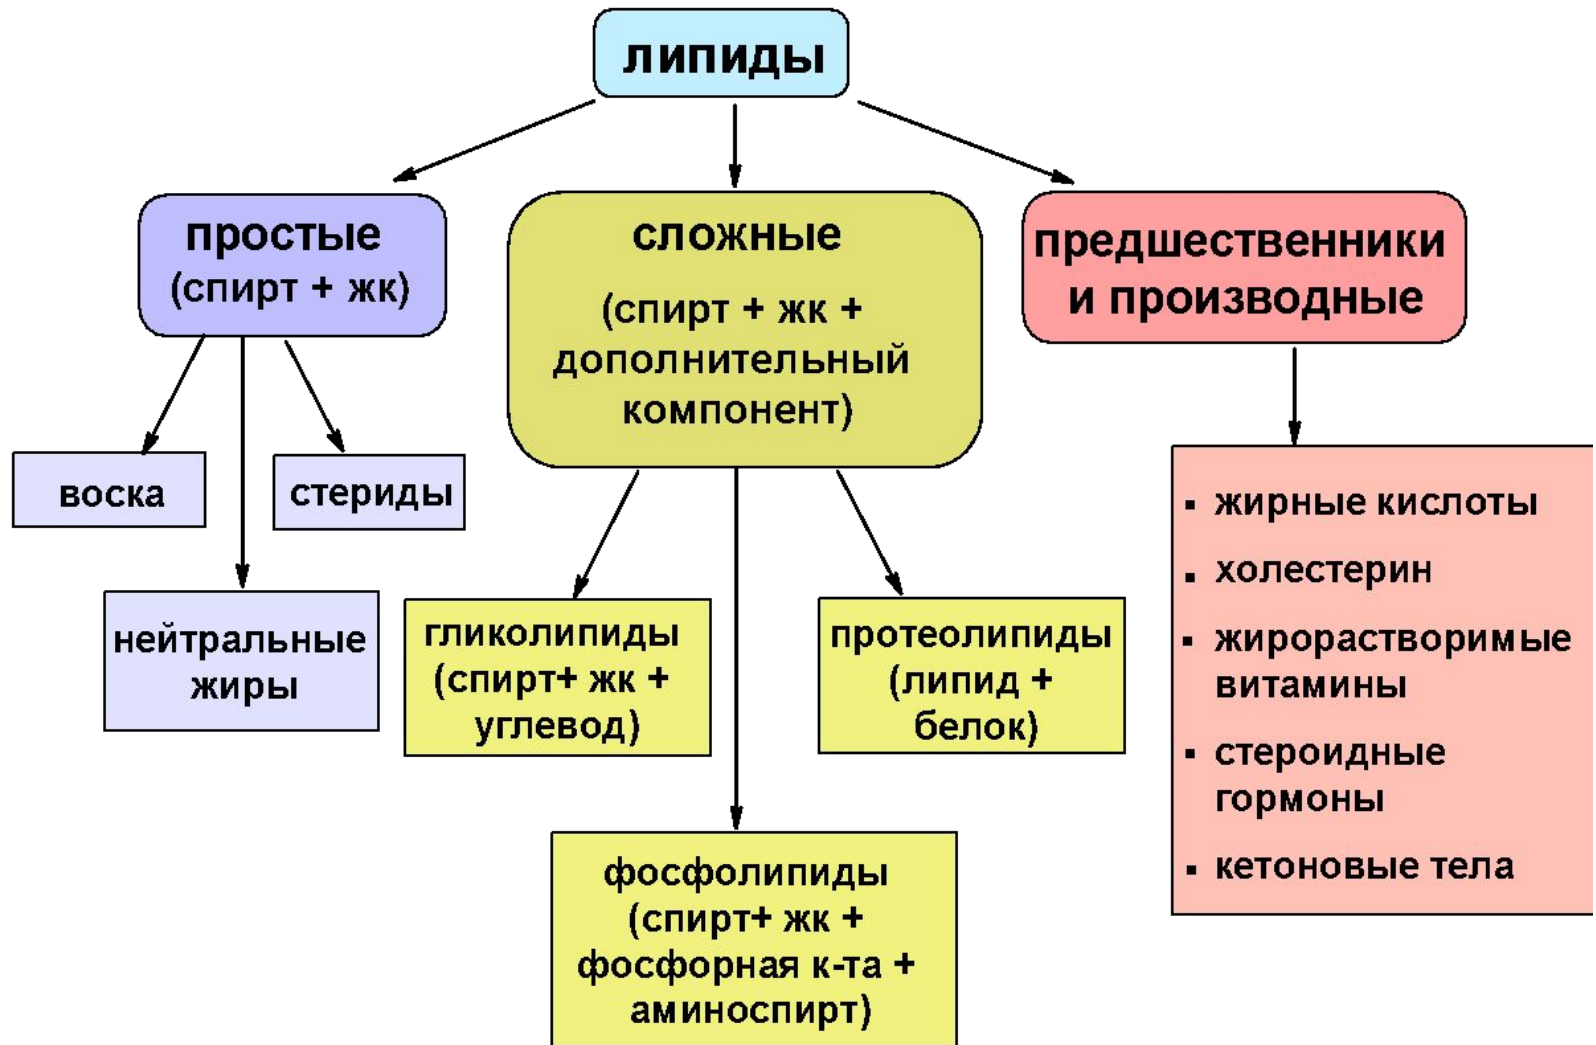 липиды
простые
(спирт + жк)
сложные
(спирт + жк +
дополнительный
компонент)
предшественники
и производные
воска
стериды
нейтральные
жиры
гликолипиды
(спирт+ жк +
углевод)
протеолипиды
(липид +
белок)
фосфолипиды
(спирт+ жк +
фосфорная к-та +
аминоспирт)
▪ жирные кислоты
▪ холестерин
▪ жирорастворимые
витамины
▪ стероидные
гормоны
▪ кетоновые тела